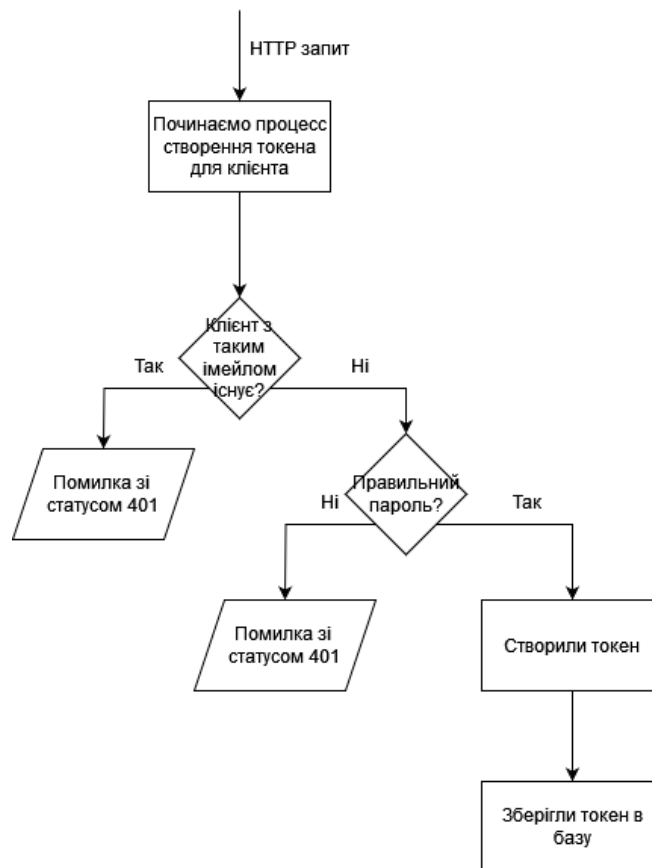 HTTP запит
Починаємо процесс
створення токена
для клієнта
Клієнт з
таким
імейлом
існує?
Так
Ні
Помилка зі
статусом 401
Правильний
пароль?
Ні
Так
Помилка зі
статусом 401
Створили токен
Зберігли токен в
базу